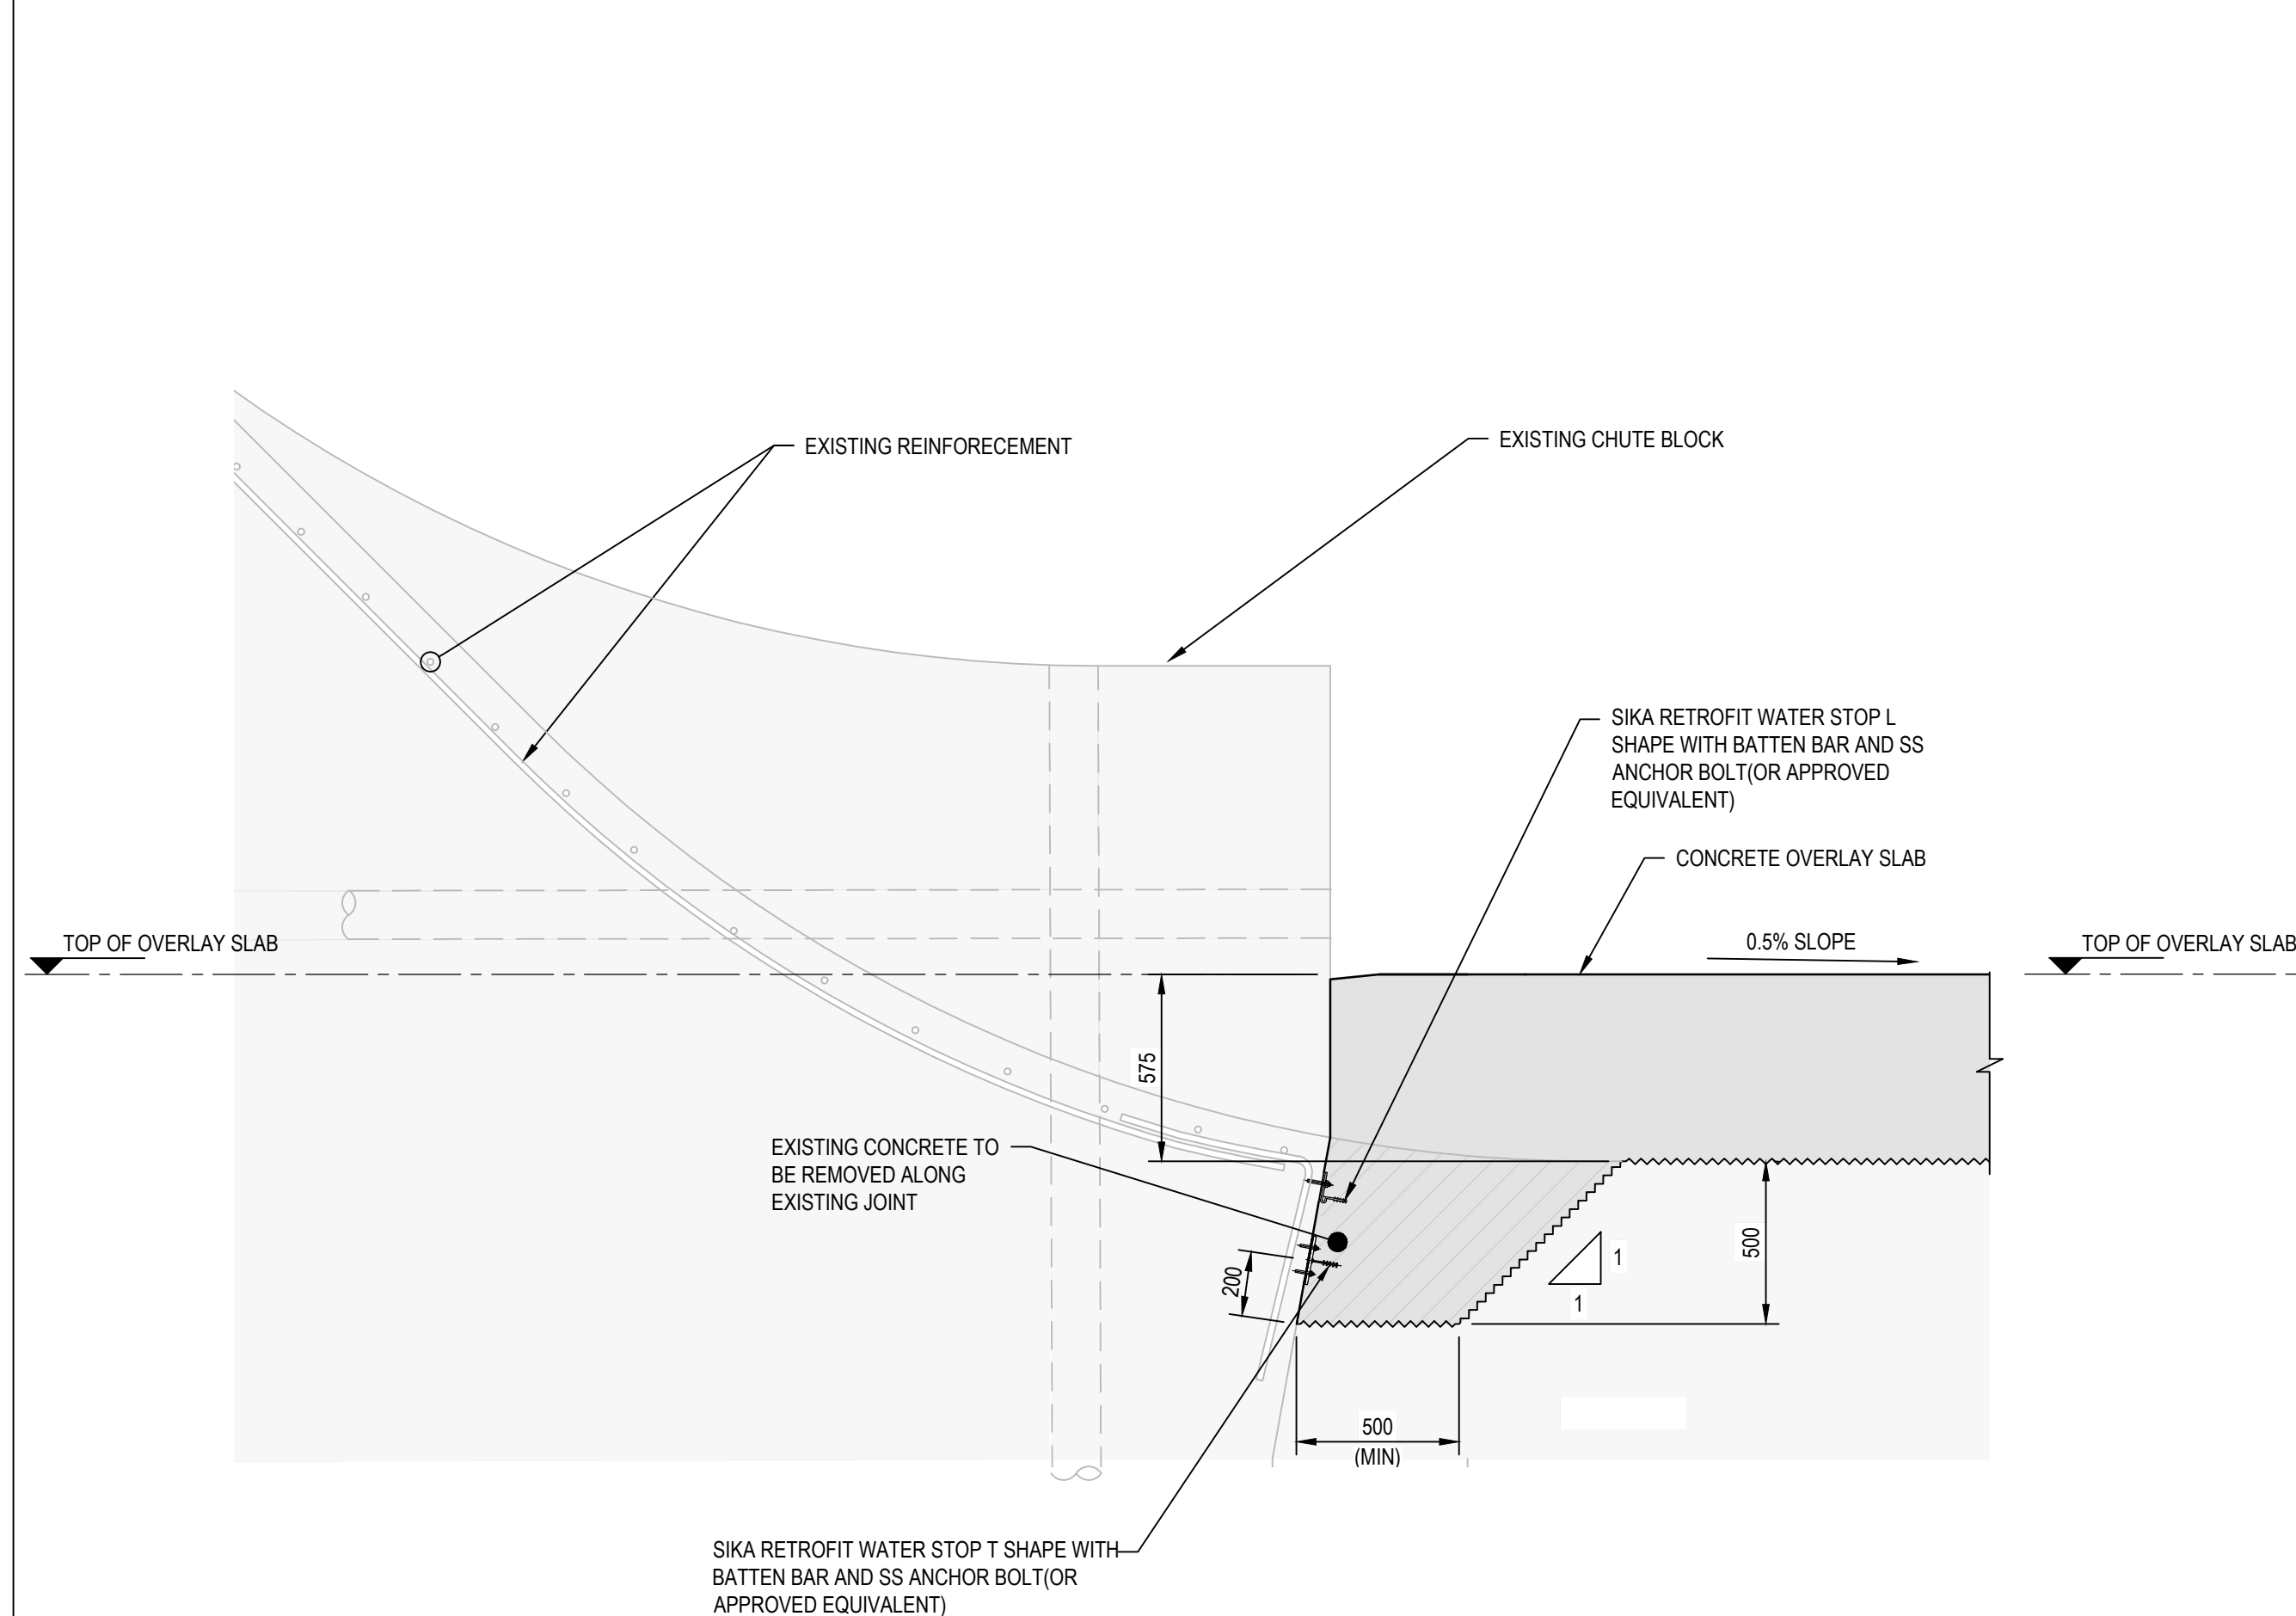 EXISTING REINFORECEMENT
EXISTING CHUTE BLOCK
SIKA RETROFIT WATER STOP L
SHAPE WITH BATTEN BAR AND SS
ANCHOR BOLT(OR APPROVED
EQUIVALENT)
CONCRETE OVERLAY SLAB
TOP OF OVERLAY SLAB
0.5% SLOPE
TOP OF OVERLAY SLAB
575
EXISTING CONCRETE TO
BE REMOVED ALONG
EXISTING JOINT
200
1
1
500
500
(MIN)
SIKA RETROFIT WATER STOP T SHAPE WITH
BATTEN BAR AND SS ANCHOR BOLT(OR
APPROVED EQUIVALENT)